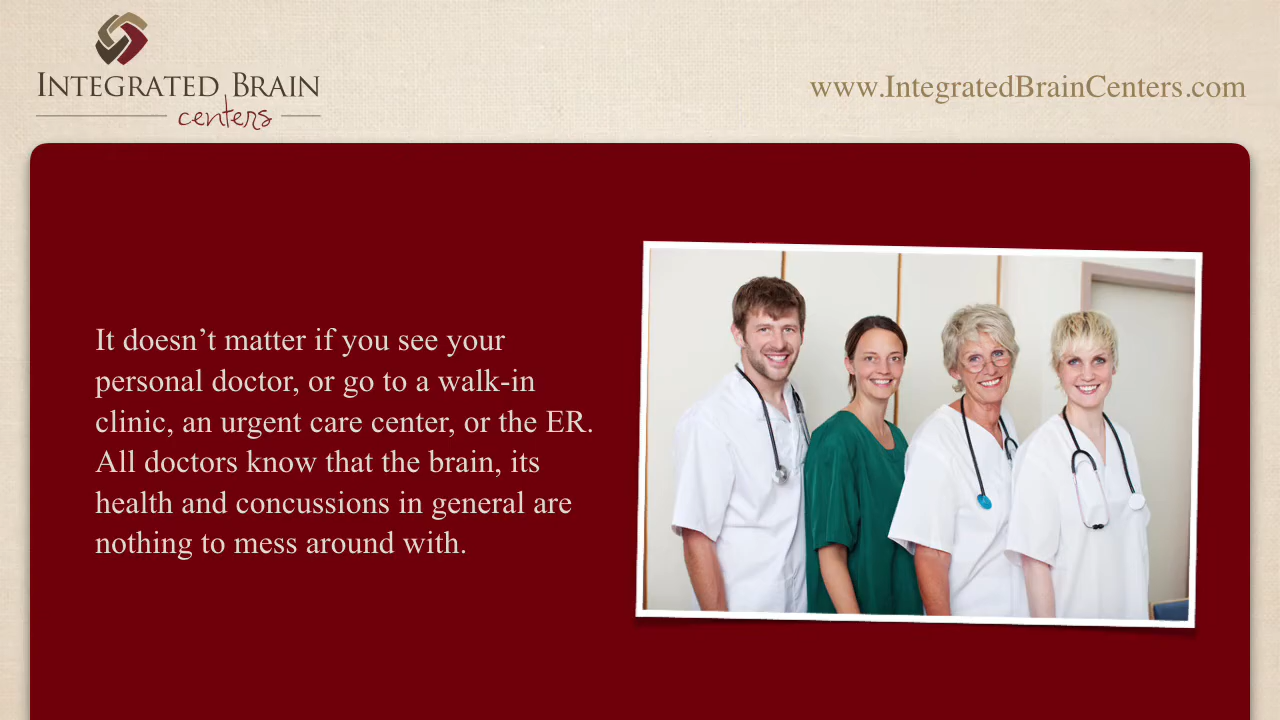 INTEGRATED BRAIN
centers
www.IntegratedBrainCenters.com
It doesn’t matter if you see your
personal doctor, or go to a walk-in
clinic, an urgent care center, or the ER.
All doctors know that the brain, its
health and concussions in general are
nothing to mess around with.